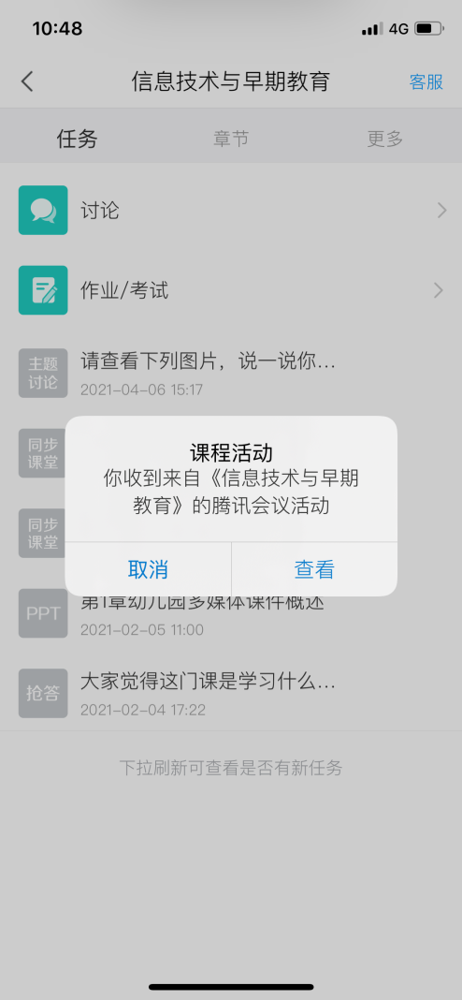 10:48
4G
信息技术与早期教育
客服
任务
章节
更多
讨论
作业/考试
主题
讨论
请查看下列图片，说一说你...
2021-04-06 15:17
同步
课堂
课程活动
你收到来自《信息技术与早期
教育》的腾讯会议活动
同步
课堂
取消
查看
PPT
第1章幼儿园多媒体课件概述
2021-02-05 11:00
抢答
大家觉得这门课是学习什么...
2021-02-04 17:22
下拉刷新可查看是否有新任务